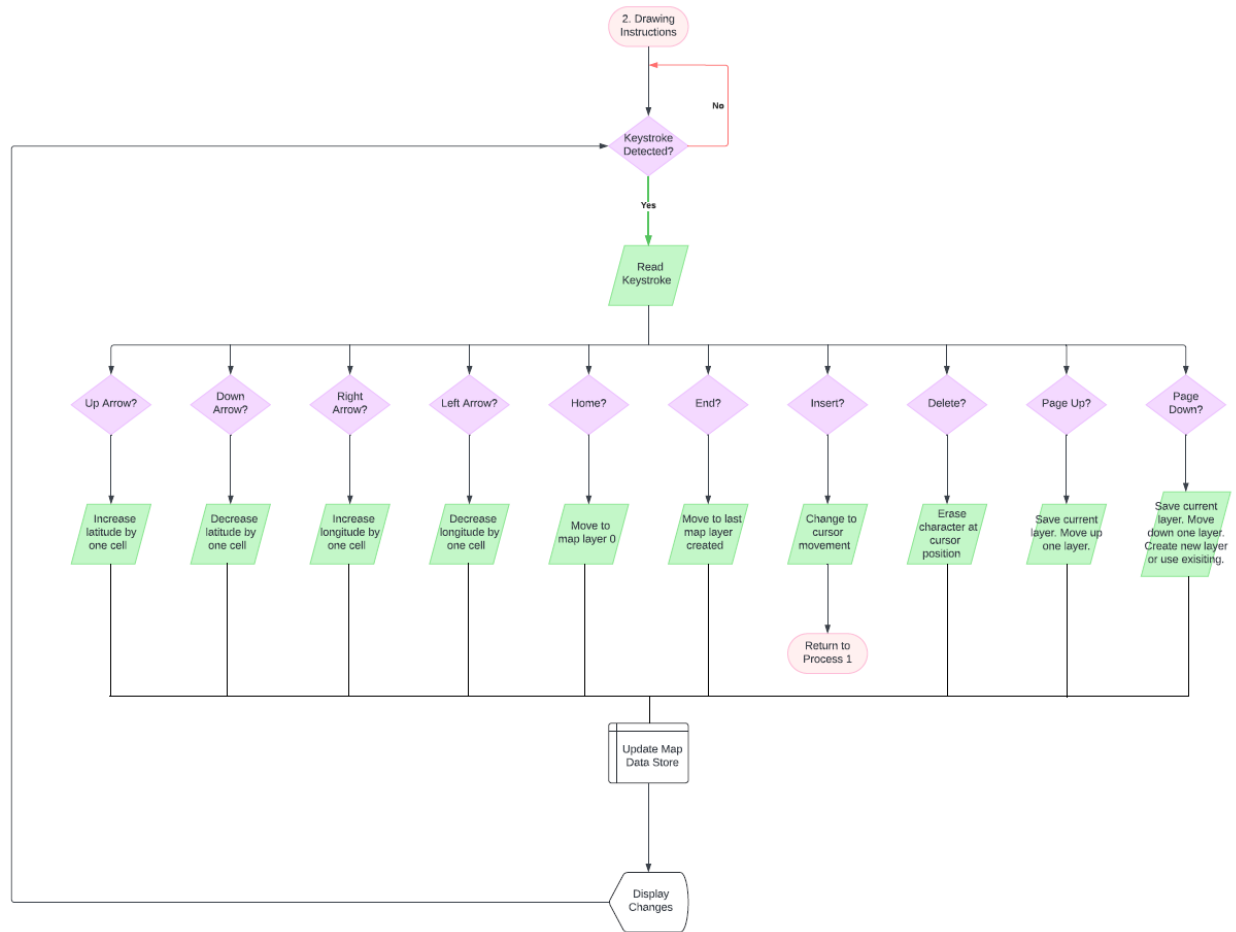 2. Drawing
Instructions
No
Keystroke
Detected?
Yes
Read
Keystroke
Up Arrow?
Down
Arrow?
Right
Arrow?
Left Arrow?
Home?
End?
Insert?
Delete?
Page Up?
Page
Down?
Increase
latitude by
one cell
Decrease
latitude by
one cell
Increase
longitude by
one cell
Decrease
longitude by
one cell
Move to
map layer 0
Move to last
map layer
created
Change to
cursor
movement
Erase
character at
cursor
position
Save current
layer. Move up
one layer.
Save current
layer. Move
down one layer.
Create new layer
or use exisiting.
Return to
Process 1
Update Map
Data Store
Display
Changes